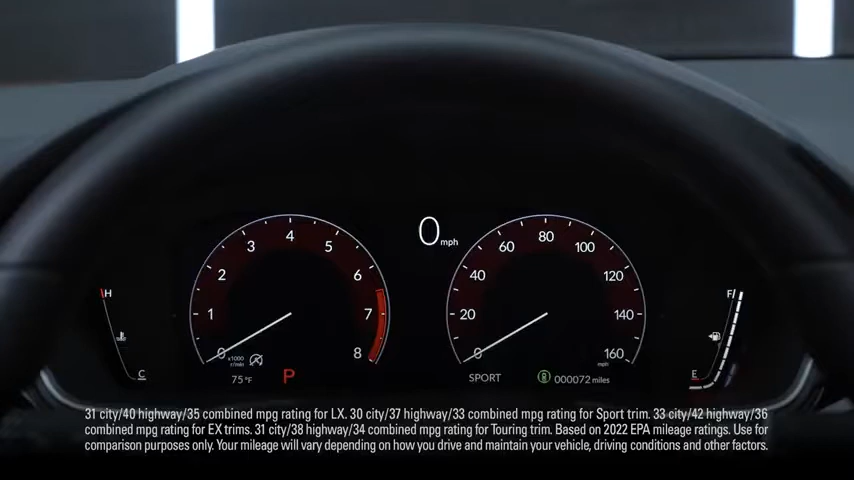 0 mph
0 1 2 3 4 5 6 7 8
x1000
r/min
0 20 40 60 80 100 120 140 160
mph
H
C
F
E
75°F
P
SPORT
000072 miles
31 city/40 highway/35 combined mpg rating for LX. 30 city/37 highway/33 combined mpg rating for Sport trim. 33 city/42 highway/36
combined mpg rating for EX trims. 31 city/38 highway/34 combined mpg rating for Touring trim. Based on 2022 EPA mileage ratings. Use for
comparison purposes only. Your mileage will vary depending on how you drive and maintain your vehicle, driving conditions and other factors.